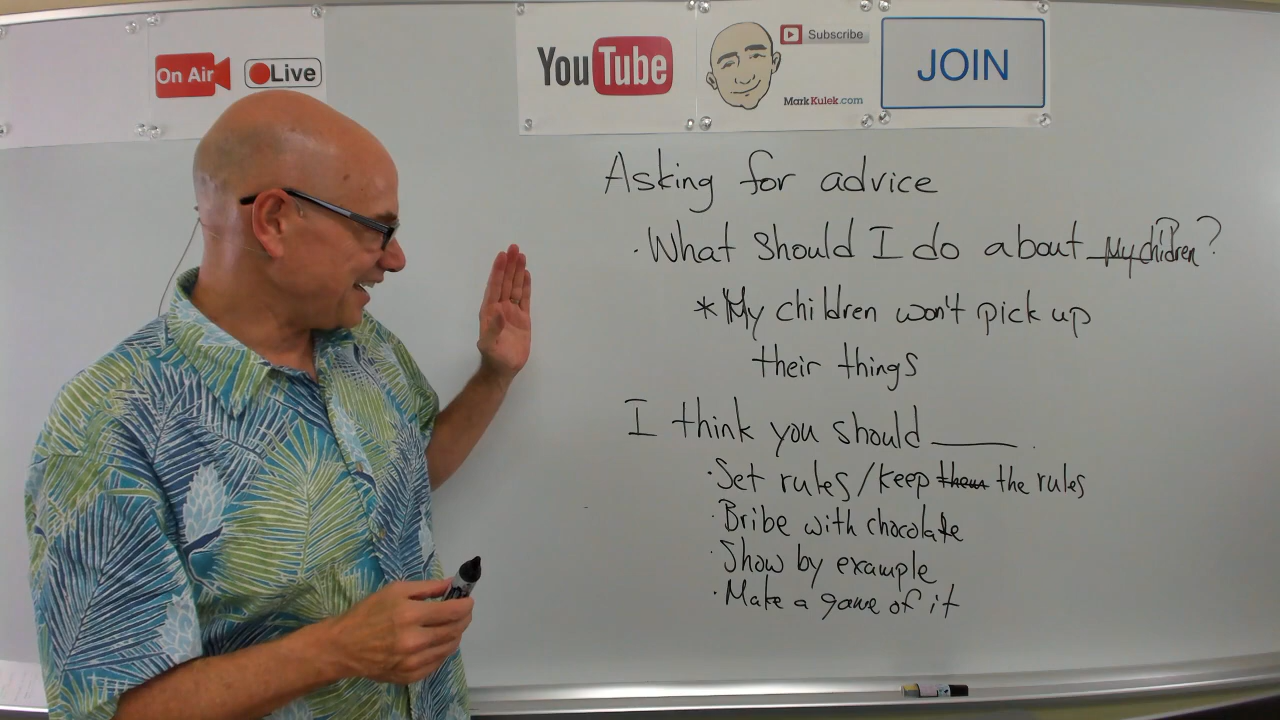 On Air
Live
YouTube
Subscribe
MarkKulek.com
JOIN
Asking for advice
· What should I do about my children?
* My children won't pick up
their things
I think you should ____.
· Set rules/keep them the rules
· Bribe with chocolate
· Show by example
· Make a game of it